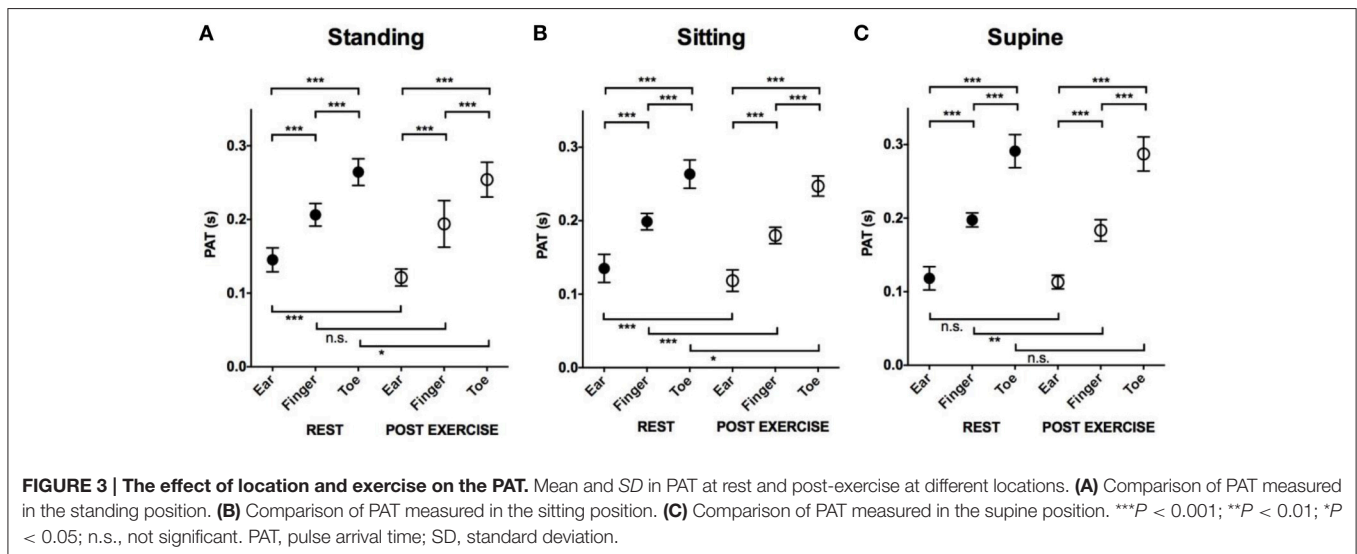 A Standing
***
***
***
***
***
***
0.3
0.2
0.1
0.0
PAT (s)
***
n.s.
*
Ear Finger Toe Ear Finger Toe
REST POST EXERCISE
B Sitting
***
***
***
***
***
***
0.3
0.2
0.1
0.0
PAT (s)
***
***
*
Ear Finger Toe Ear Finger Toe
REST POST EXERCISE
C Supine
***
***
***
***
***
***
0.3
0.2
0.1
0.0
PAT (s)
n.s.
**
n.s.
Ear Finger Toe Ear Finger Toe
REST POST EXERCISE
FIGURE 3 | The effect of location and exercise on the PAT. Mean and SD in PAT at rest and post-exercise at different locations. (A) Comparison of PAT measured
in the standing position. (B) Comparison of PAT measured in the sitting position. (C) Comparison of PAT measured in the supine position. ***P < 0.001; **P < 0.01; *P
< 0.05; n.s., not significant. PAT, pulse arrival time; SD, standard deviation.